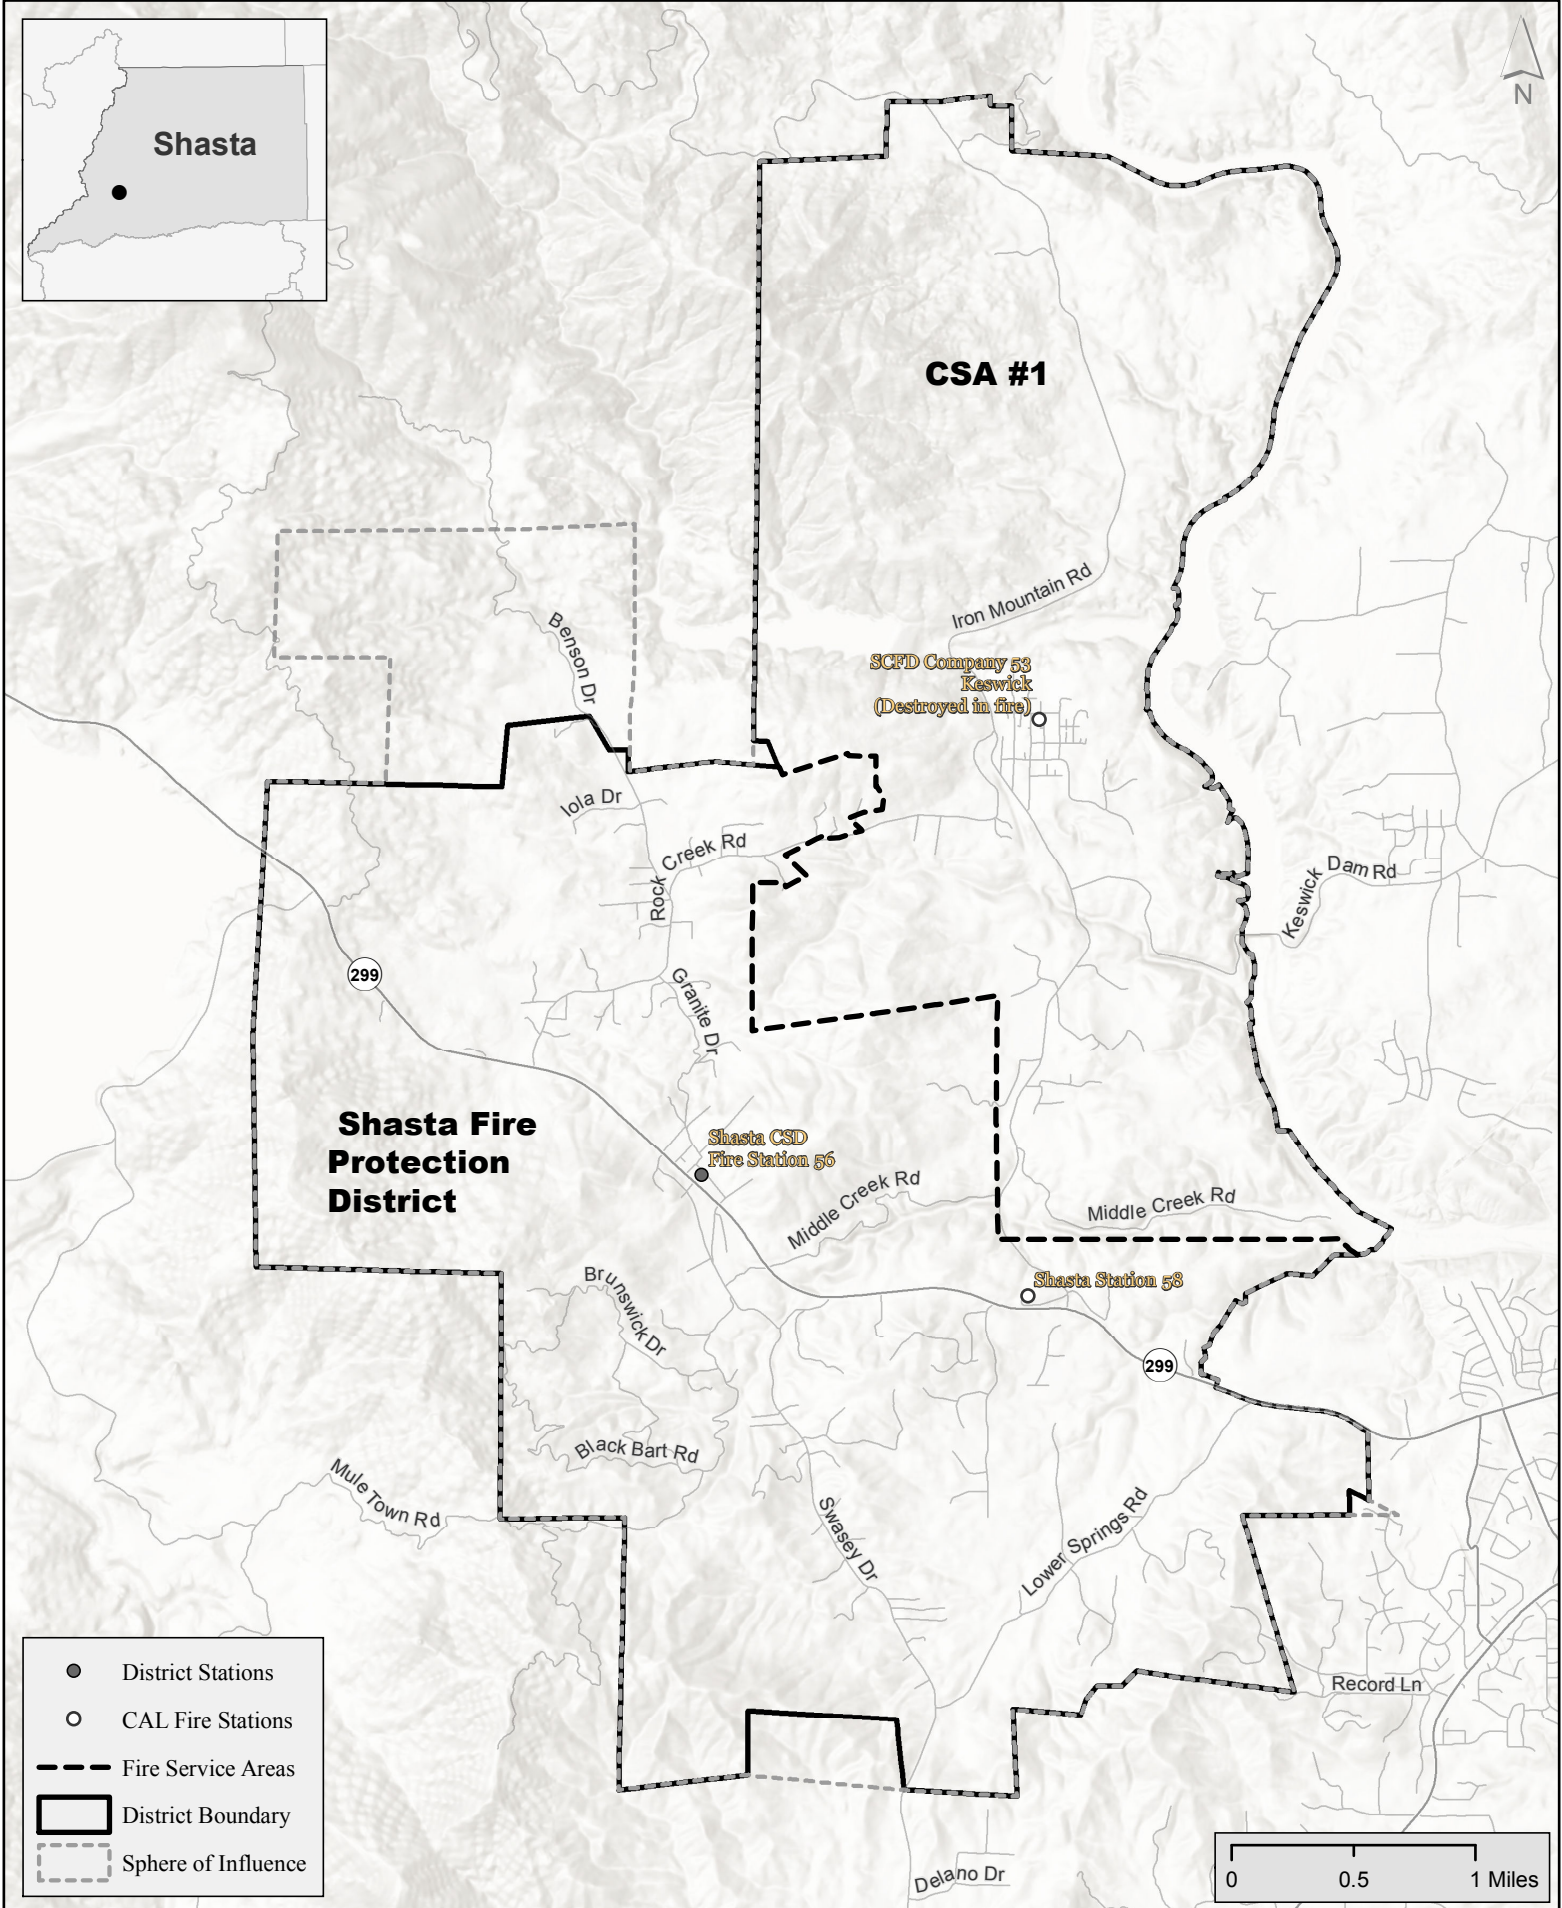 N
Shasta
CSA #1
Iron Mountain Rd
Benson Dr
SCFD Company 53
Keswick
(Destroyed in fire)
Iola Dr
Rock Creek Rd
Keswick Dam Rd
299
Granite Dr
Shasta Fire
Protection
District
Shasta CSD
Fire Station 56
Middle Creek Rd
Middle Creek Rd
Shasta Station 58
Brunswick Dr
299
Black Bart Rd
Mule Town Rd
Swasey Dr
Lower Springs Rd
Record Ln
Delano Dr
District Stations
CAL Fire Stations
Fire Service Areas
District Boundary
Sphere of Influence
0 0.5 1 Miles